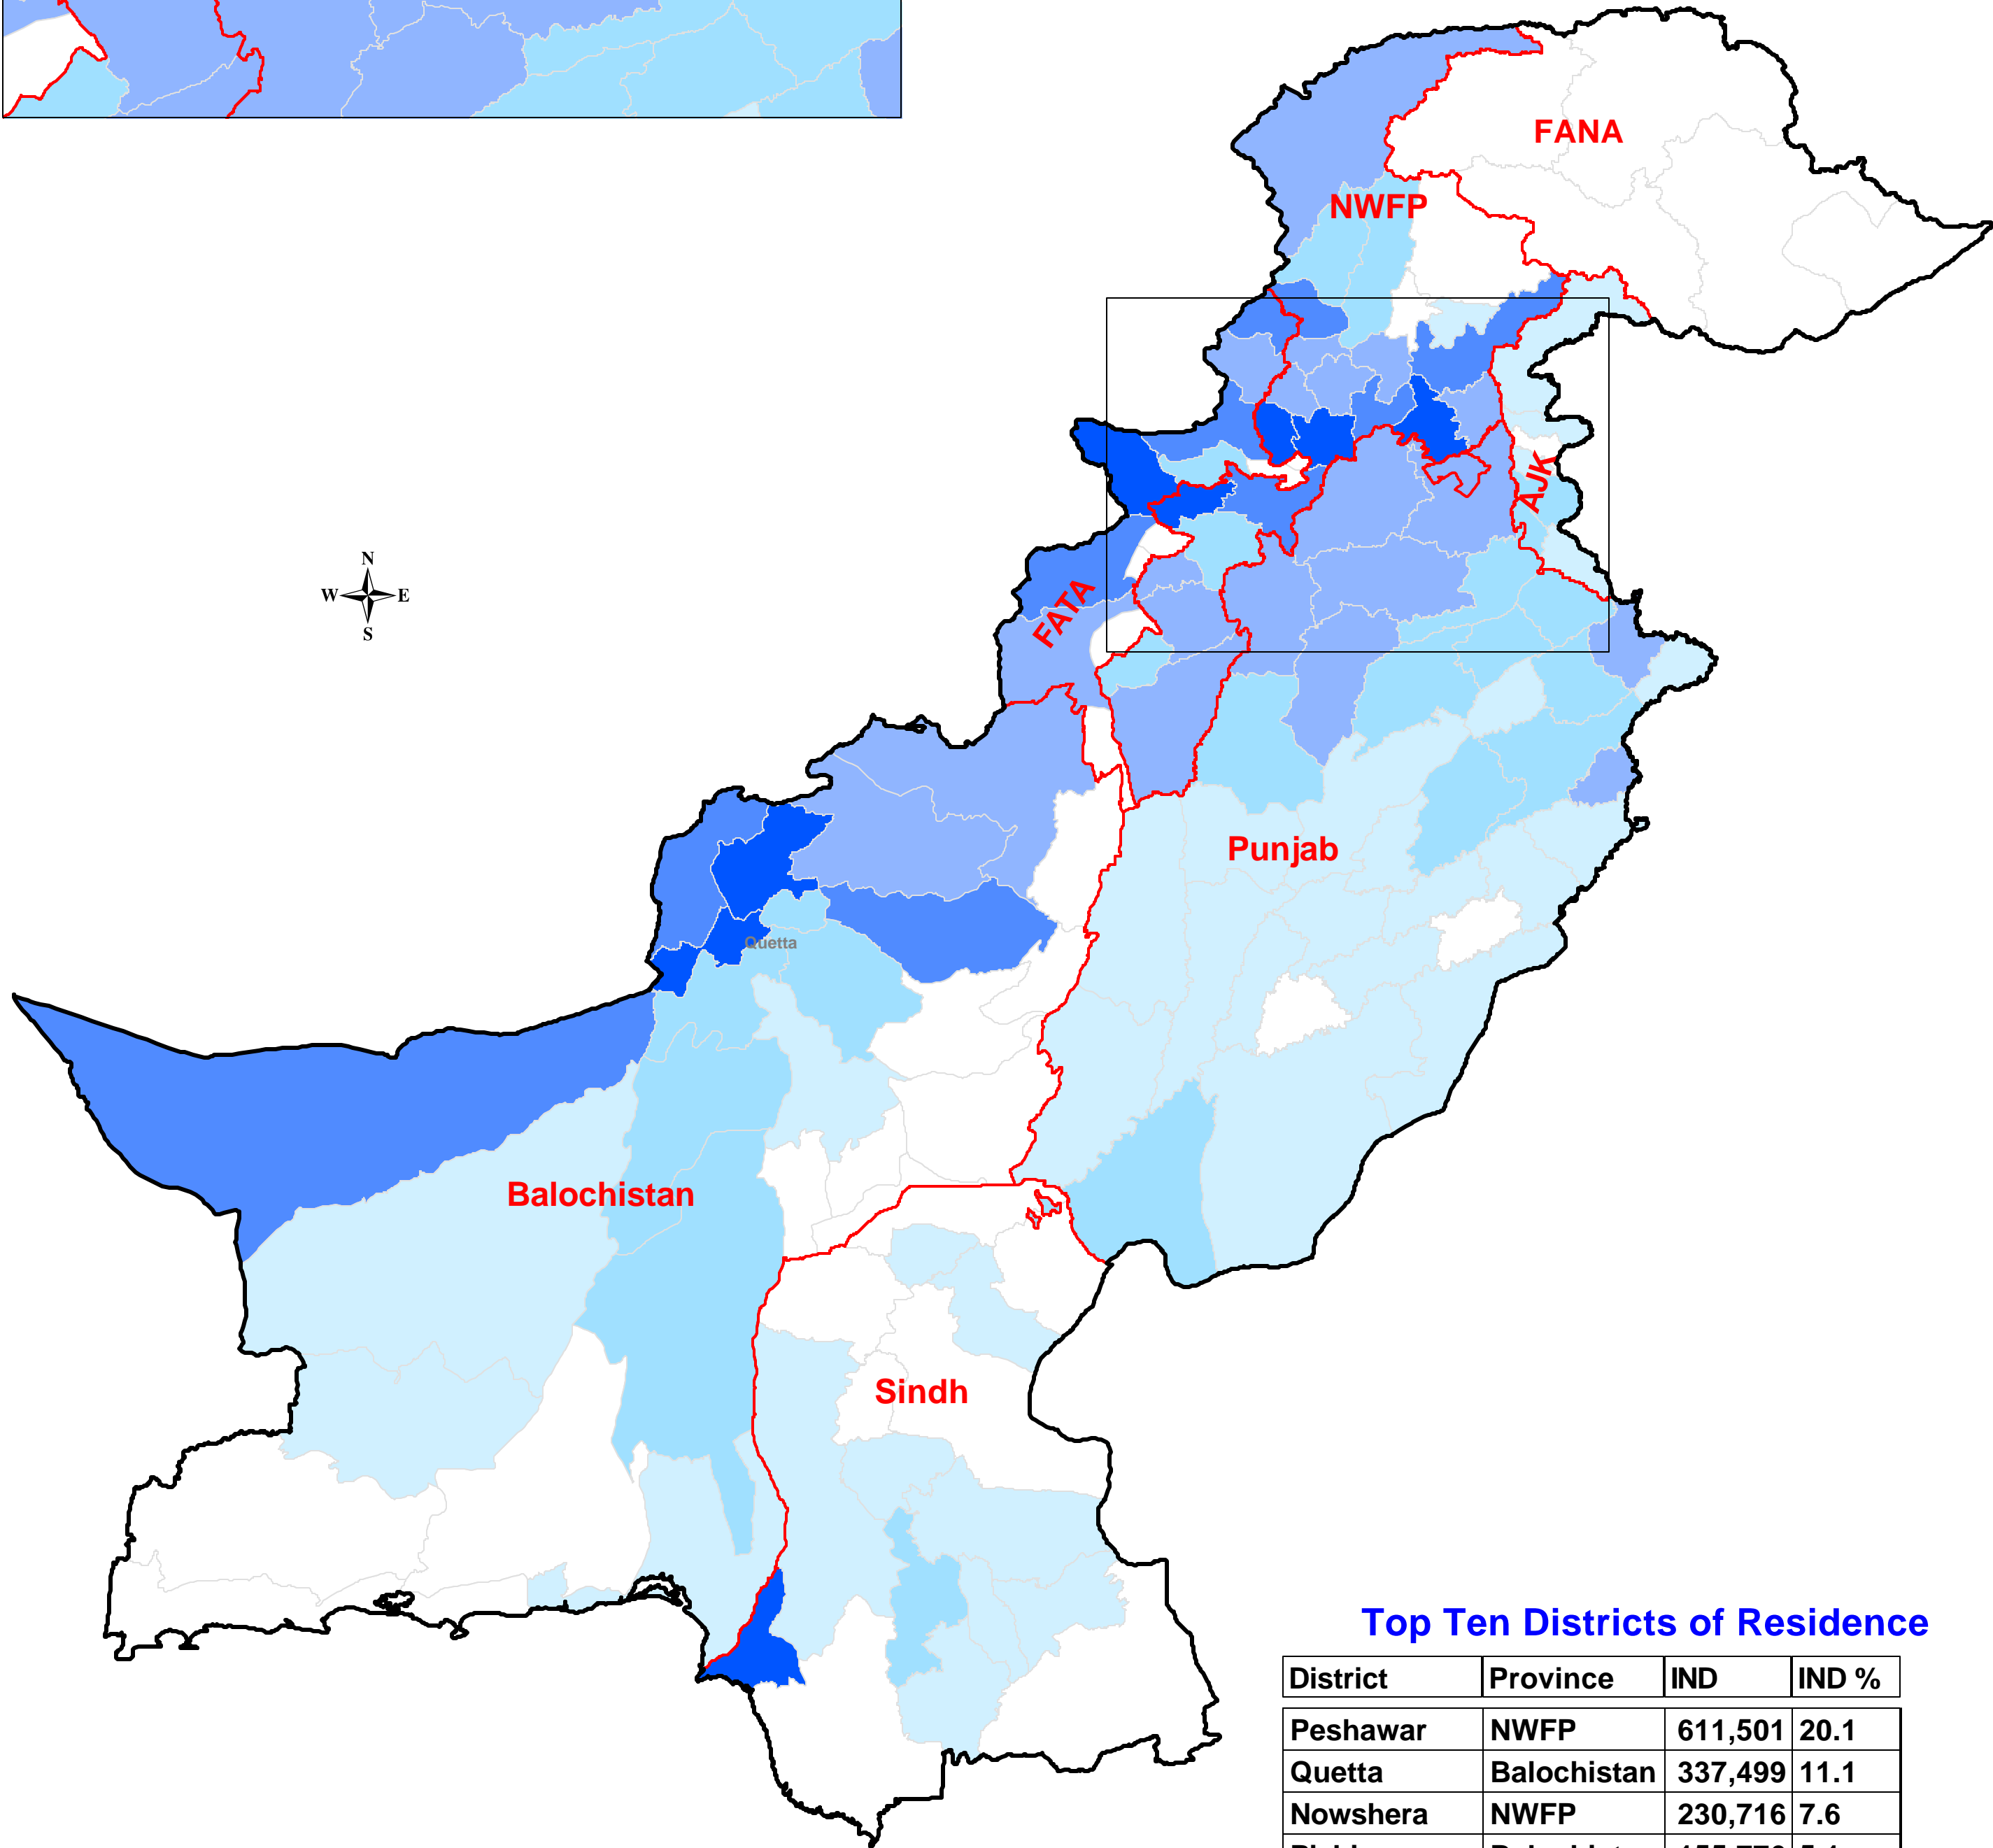 FANA
NWFP
AJK
N
W E
S
FATA
Punjab
Quetta
Balochistan
Sindh
Top Ten Districts of Residence
District Province IND IND %
Peshawar NWFP 611,501 20.1
Quetta Balochistan 337,499 11.1
Nowshera NWFP 230,716 7.6